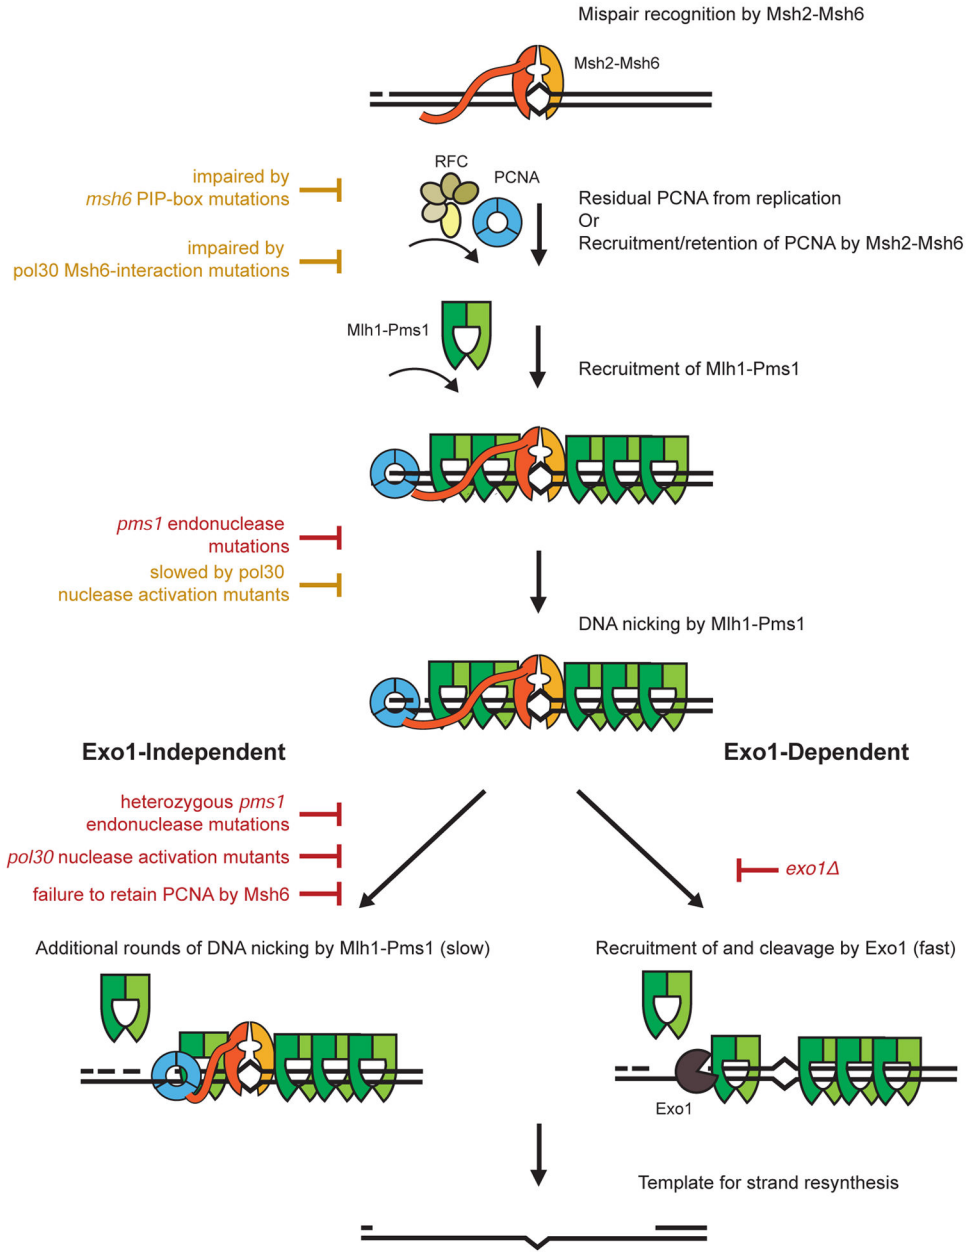 Mispair recognition by Msh2-Msh6
Msh2-Msh6
RFC
PCNA
impaired by
msh6 PIP-box mutations
Residual PCNA from replication
Or
Recruitment/retention of PCNA by Msh2-Msh6
impaired by
pol30 Msh6-interaction mutations
Mlh1-Pms1
Recruitment of Mlh1-Pms1
pms1 endonuclease
mutations
slowed by pol30
nuclease activation mutants
DNA nicking by Mlh1-Pms1
Exo1-Independent
Exo1-Dependent
heterozygous pms1
endonuclease mutations
pol30 nuclease activation mutants
failure to retain PCNA by Msh6
exo1Δ
Additional rounds of DNA nicking by Mlh1-Pms1 (slow)
Recruitment of and cleavage by Exo1 (fast)
Exo1
Template for strand resynthesis